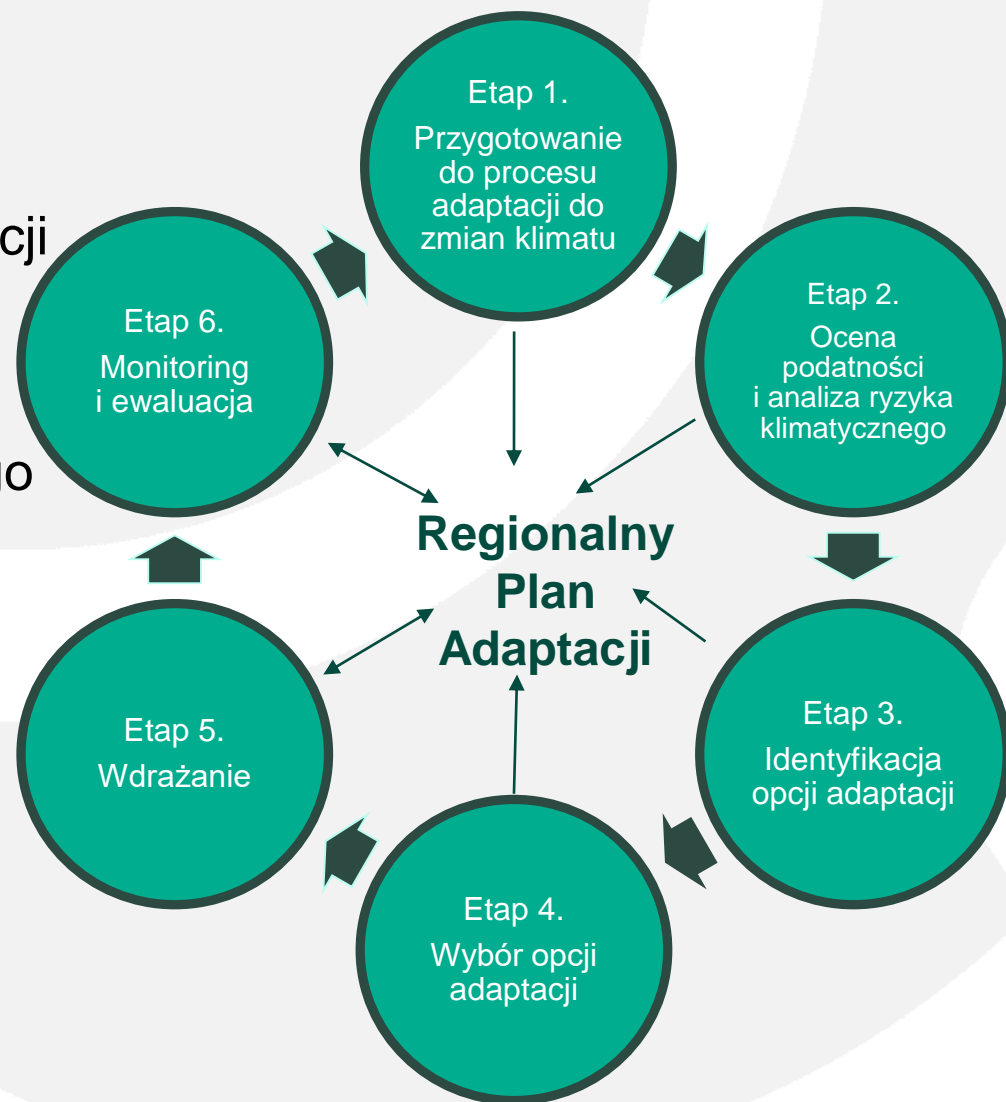 Etap 1.
Przygotowanie
do procesu
adaptacji do
zmian klimatu
Etap 2.
Ocena
podatności
i analiza ryzyka
klimatycznego
Etap 3.
Identyfikacja
opcji adaptacji
Etap 4.
Wybór opcji
adaptacji
Etap 5.
Wdrażanie
Etap 6.
Monitoring
i ewaluacja
Regionalny
Plan
Adaptacji